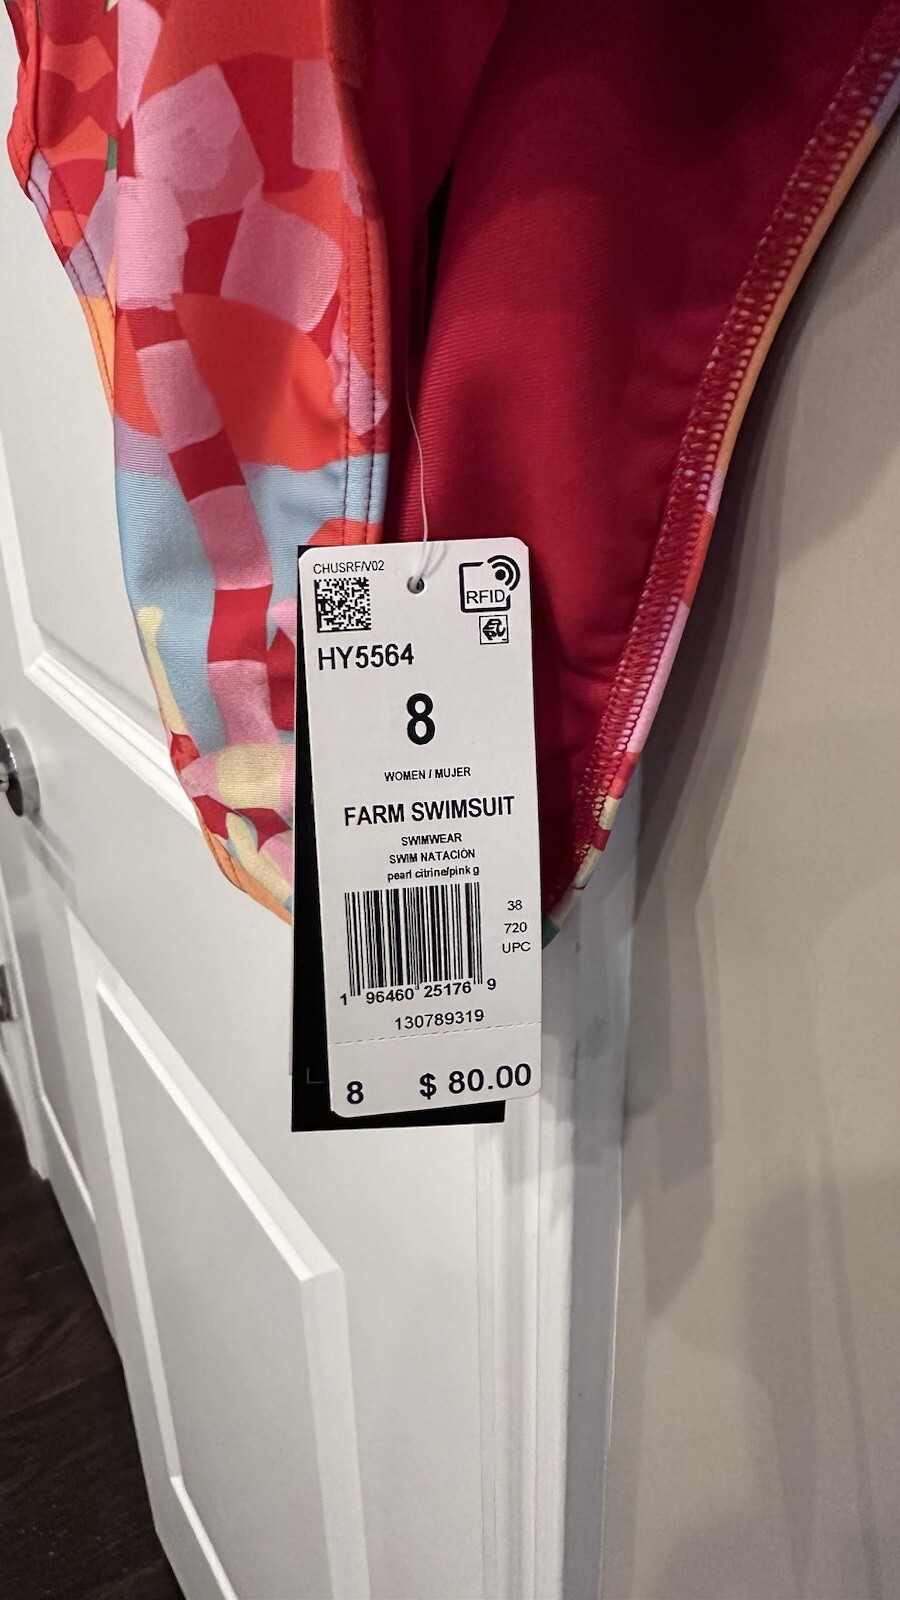 CHUSRF/V02
RFID
HY5564
8
WOMEN / MUJER
FARM SWIMSUIT
SWIMWEAR
SWIM NATACIÓN
pearl citrine/pink g
38
720
UPC
1 96460 25176 9
130789319
8 $ 80.00